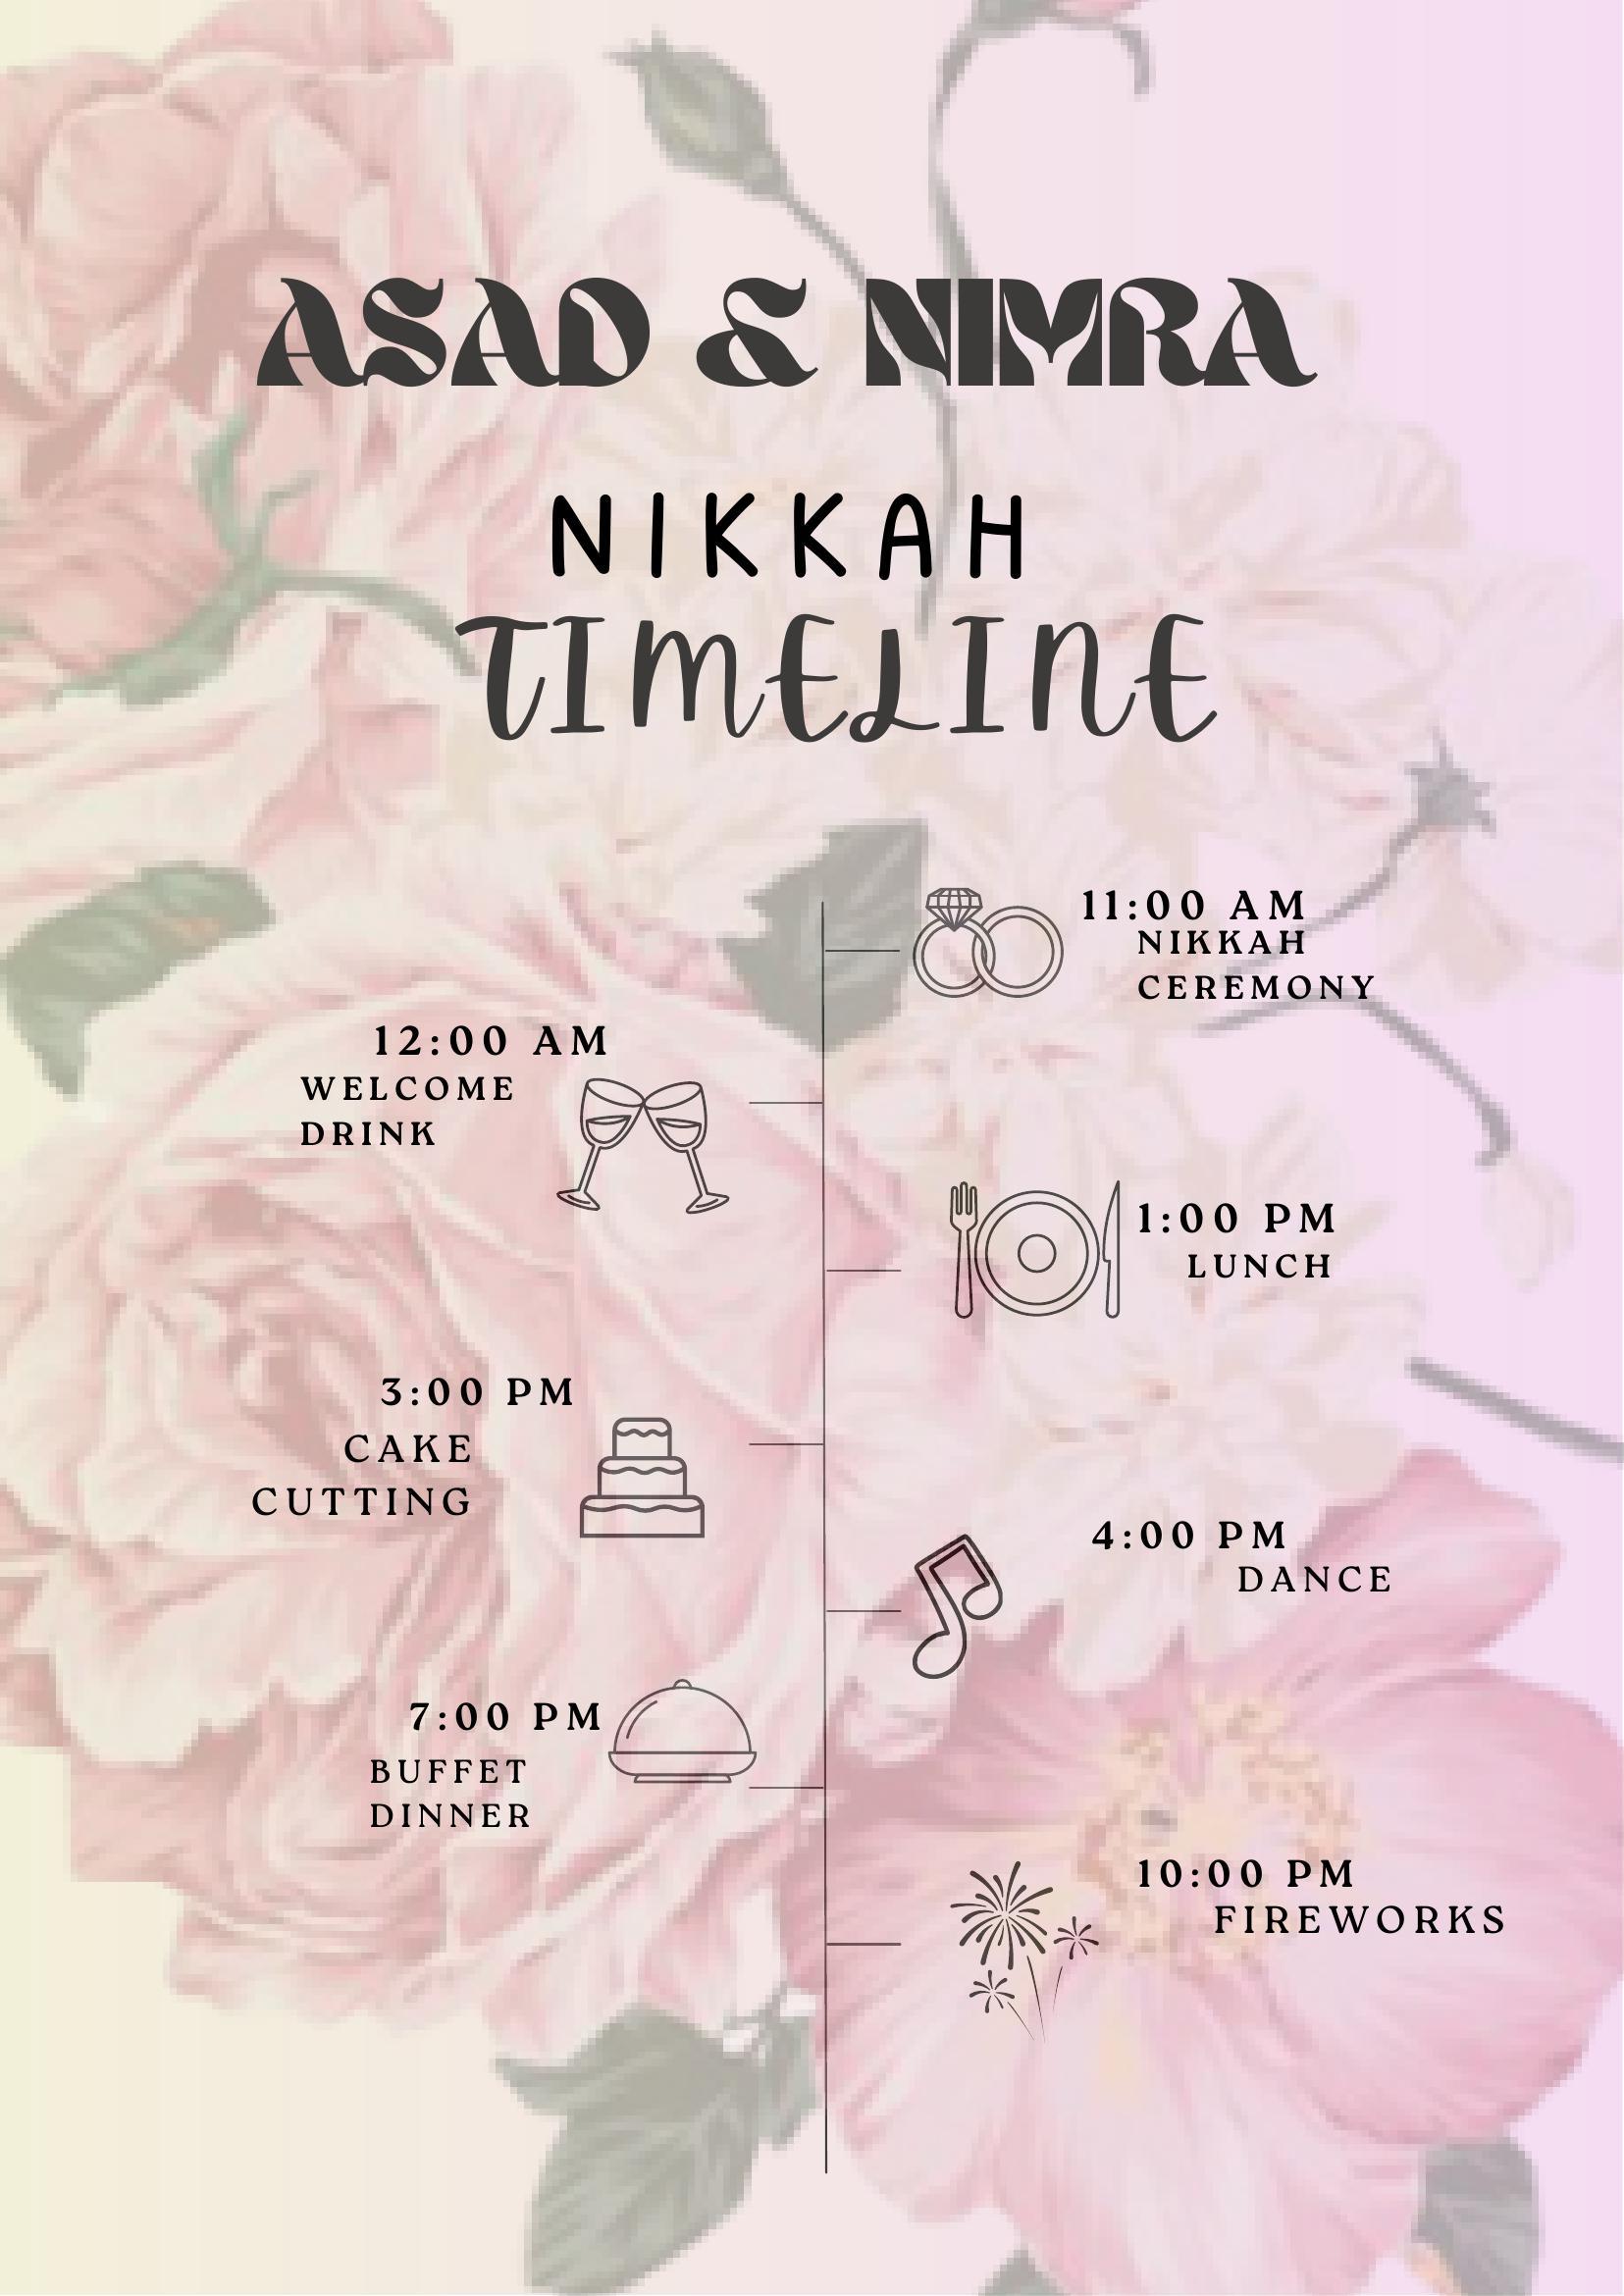 ASAD & NIMRA
NIKKAH
TIMELINE
11:00 AM
NIKKAH
CEREMONY
12:00 AM
WELCOME
DRINK
1:00 PM
LUNCH
3:00 PM
CAKE
CUTTING
4:00 PM
DANCE
7:00 PM
BUFFET
DINNER
10:00 PM
FIREWORKS